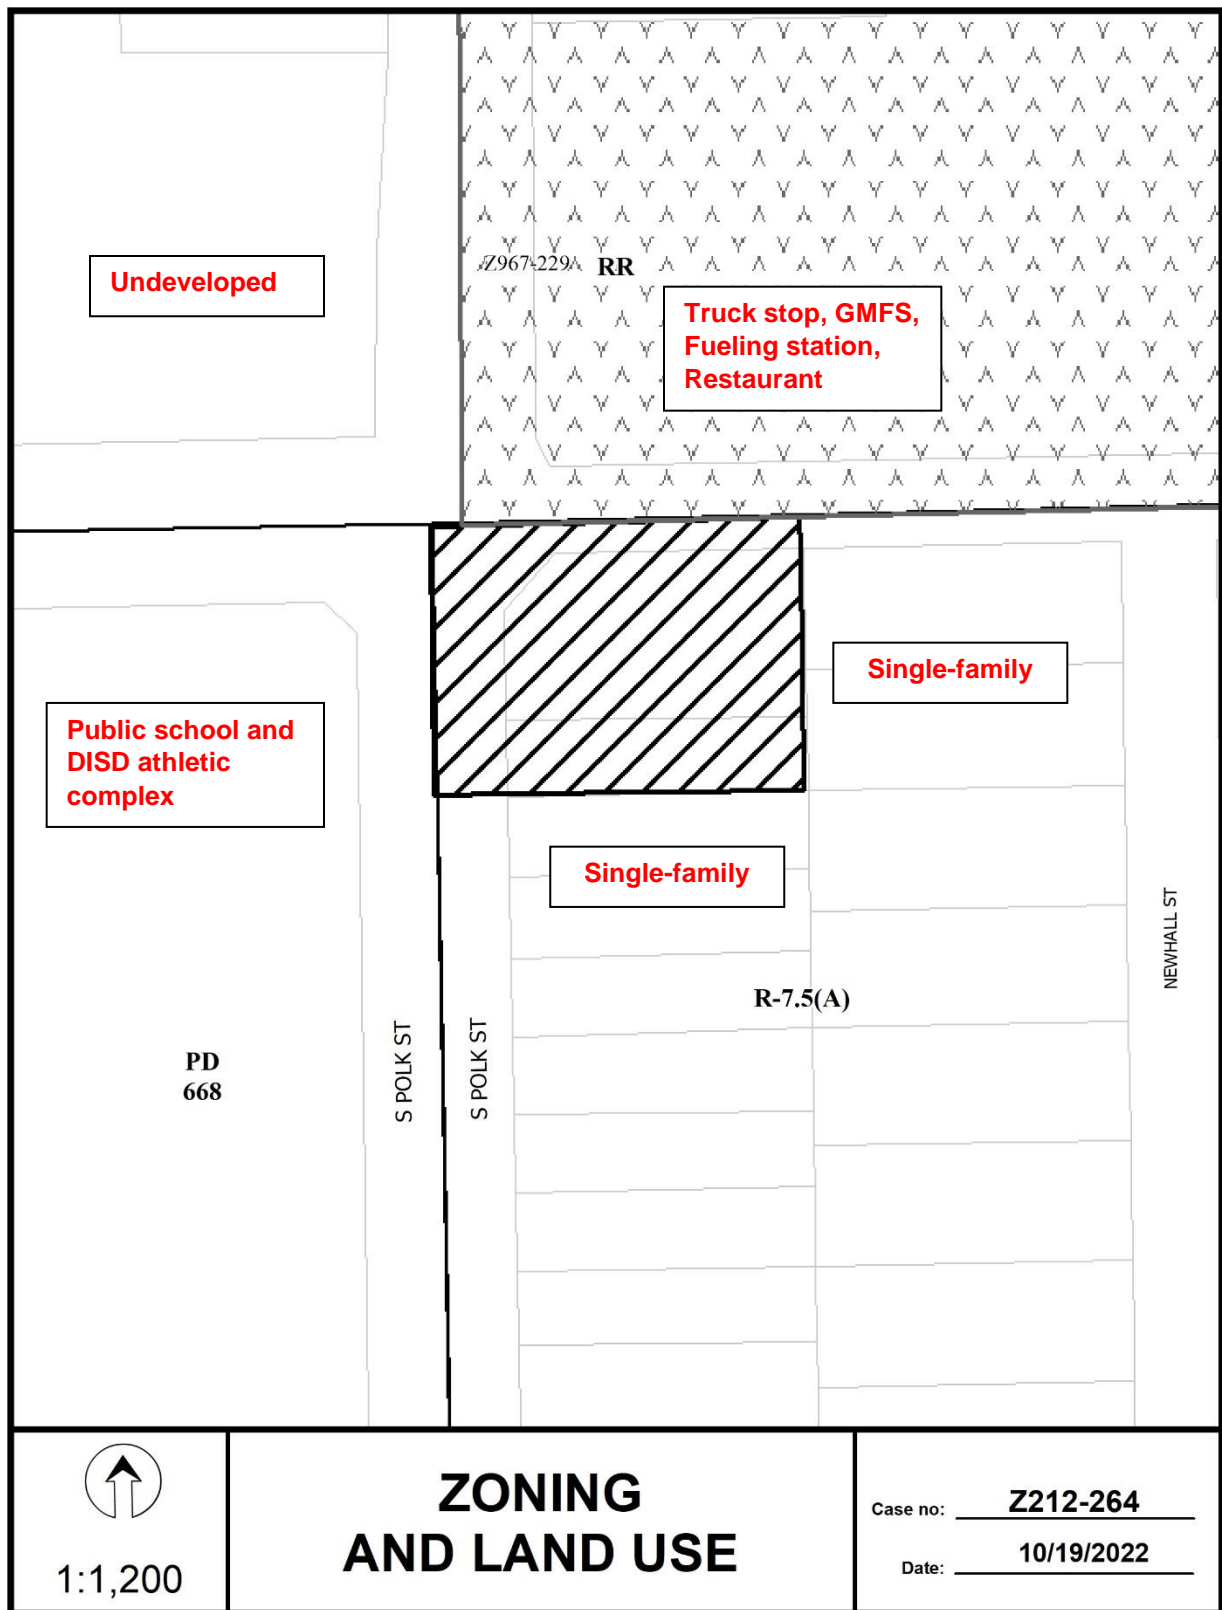 Undeveloped
Z967-229
RR
Truck stop, GMFS,
Fueling station,
Restaurant
Single-family
Public school and
DISD athletic
complex
Single-family
NEWHALL ST
R-7.5(A)
S POLK ST
S POLK ST
PD
668
1:1,200
ZONING
AND LAND USE
Case no: Z212-264
Date: 10/19/2022